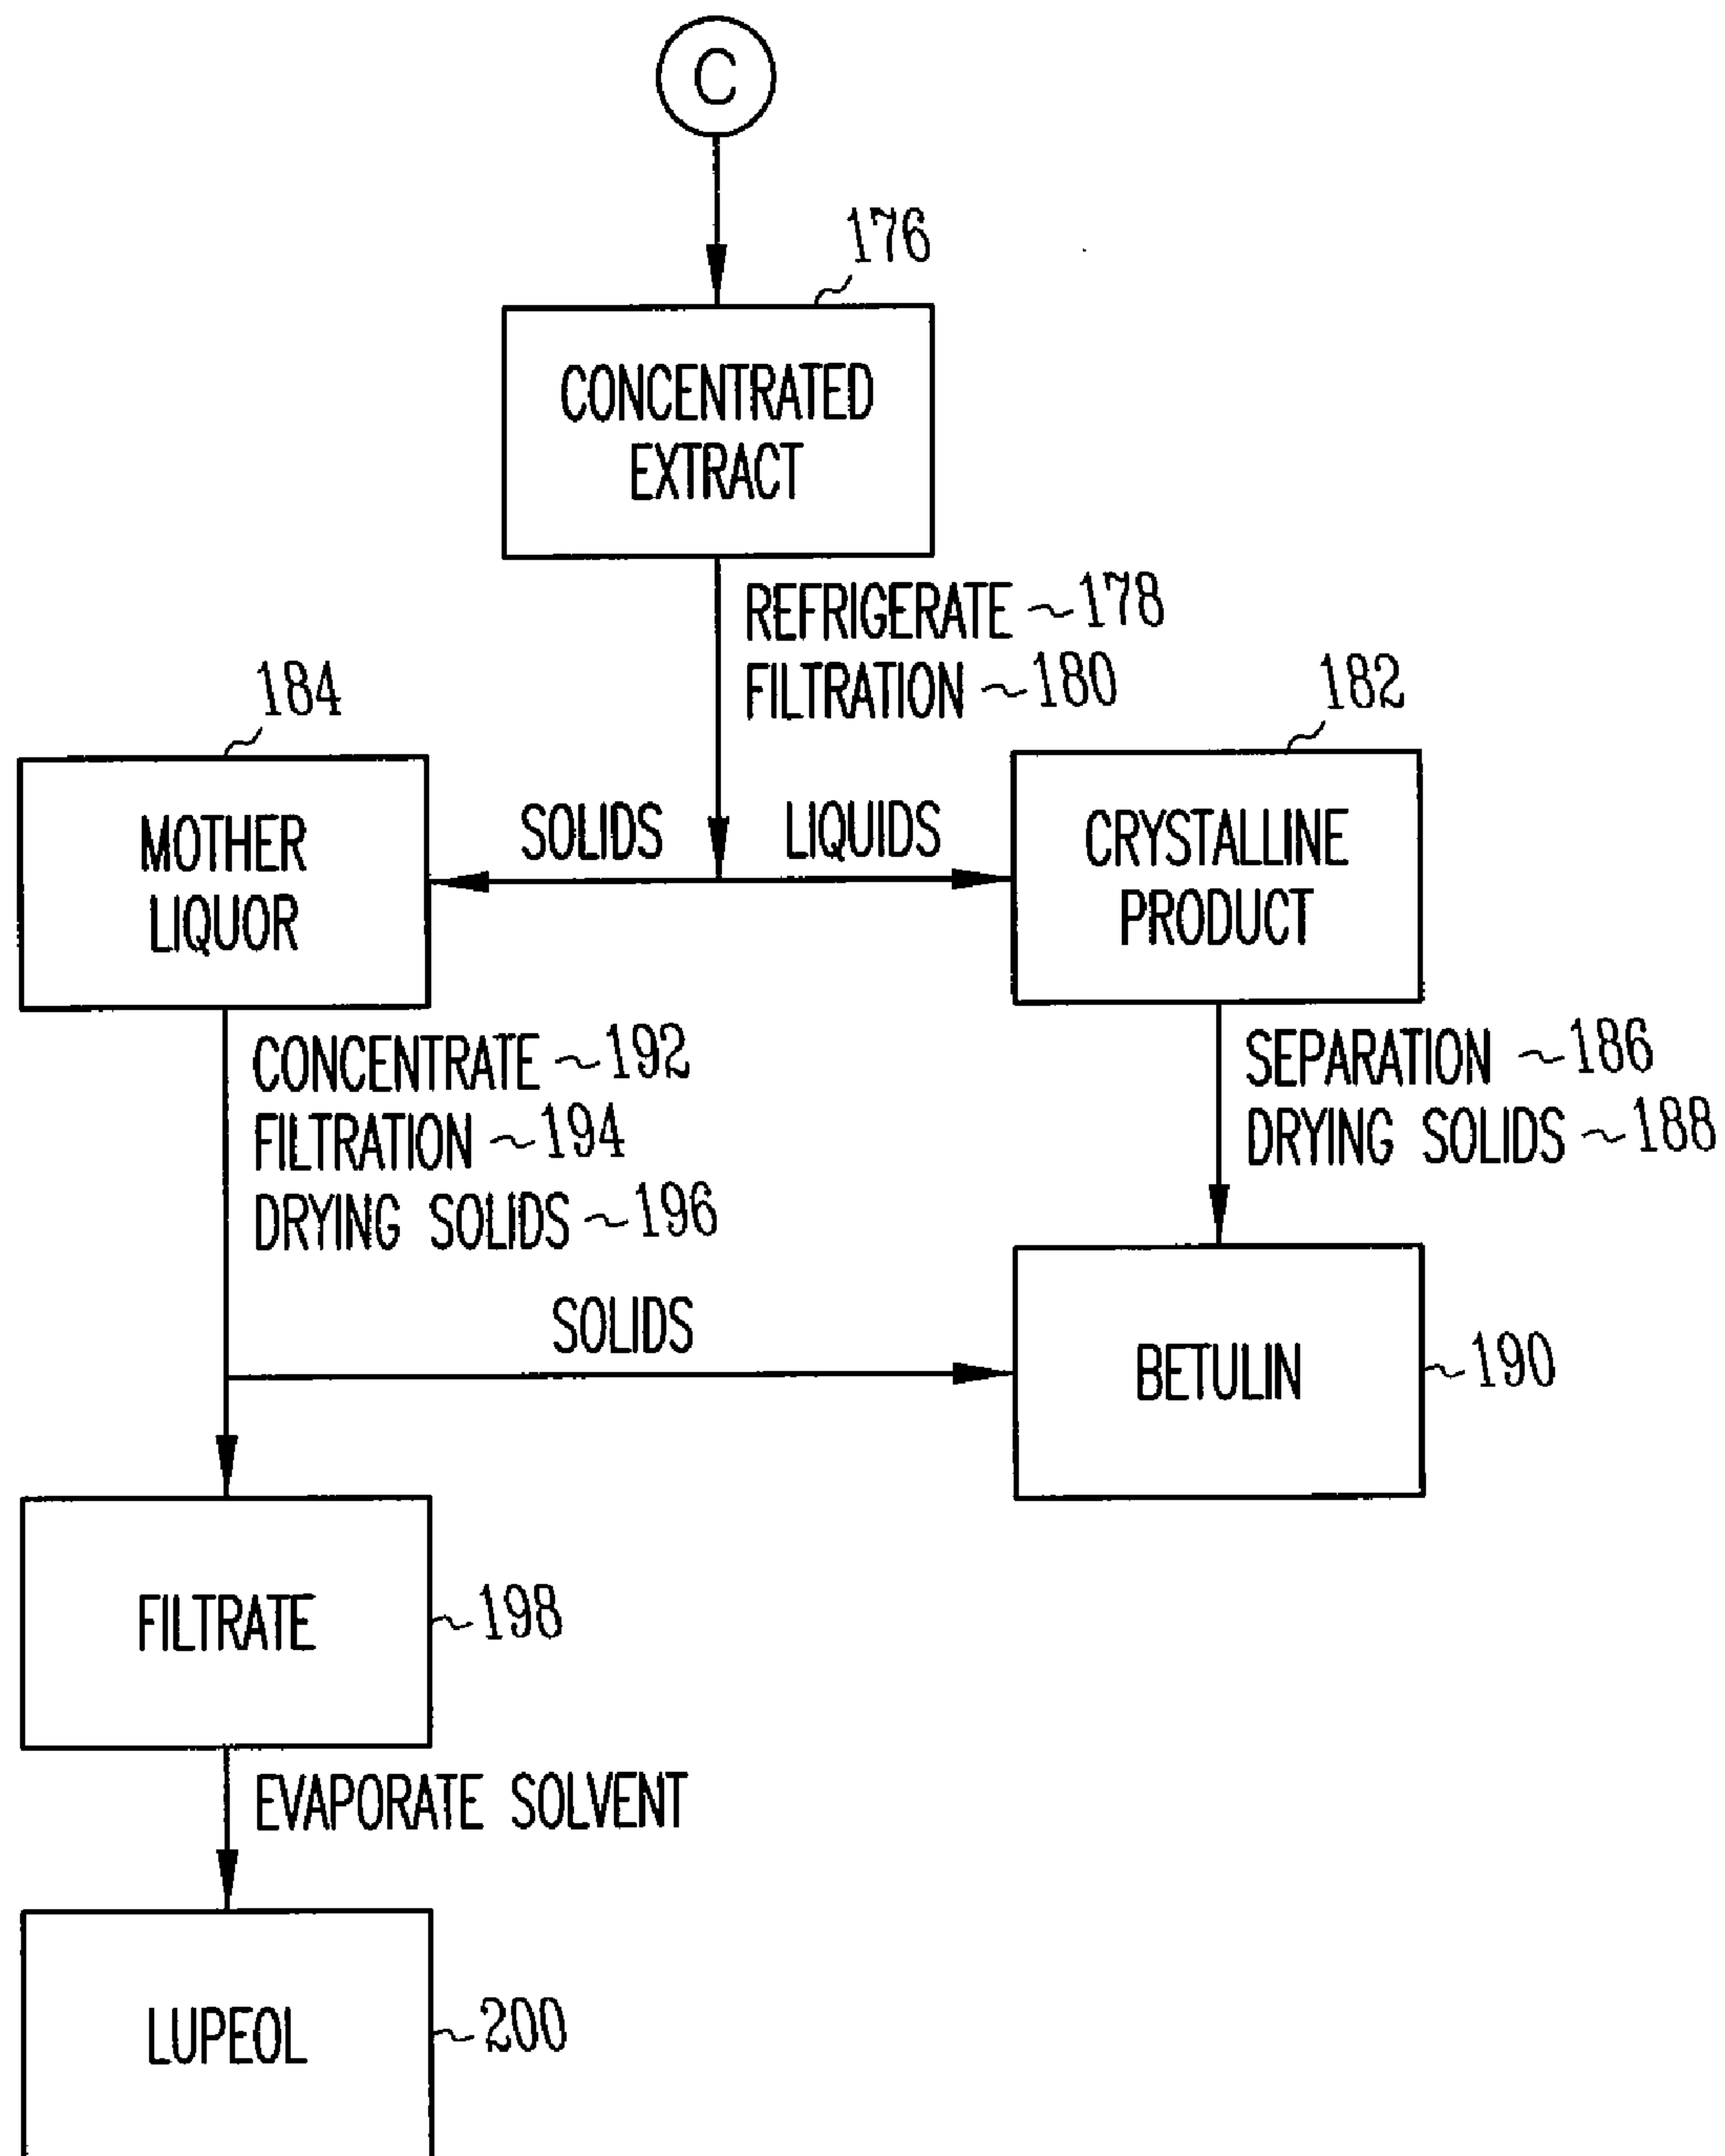 C
176
CONCENTRATED
EXTRACT
REFRIGERATE ~178
FILTRATION ~180
184
182
MOTHER
LIQUOR
SOLIDS
LIQUIDS
CRYSTALLINE
PRODUCT
CONCENTRATE ~192
FILTRATION ~194
DRYING SOLIDS ~196
SEPARATION ~186
DRYING SOLIDS ~188
SOLIDS
BETULIN
~190
FILTRATE
~198
EVAPORATE SOLVENT
LUPEOL
~200